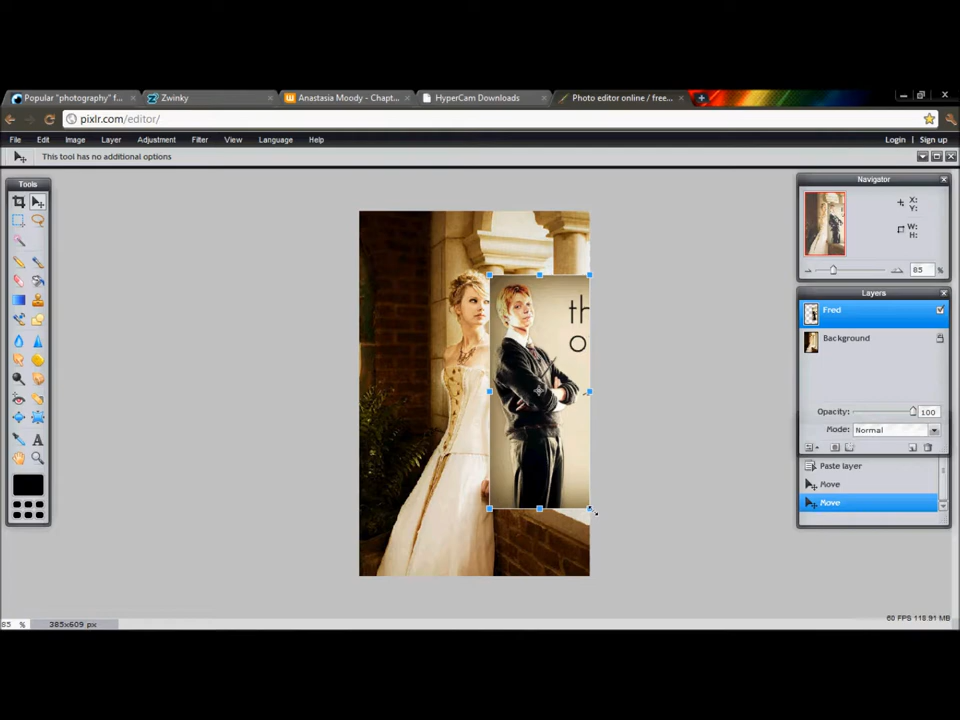 Popular "photography" f...
Zwinky
Anastasia Moody - Chapt...
HyperCam Downloads
Photo editor online / free...
pixlr.com/editor/
File Edit Image Layer Adjustment Filter View Language Help
Login | Sign up
This tool has no additional options
Tools
Navigator
X:
Y:
W:
H:
85 %
Layers
Fred
Background
Opacity: 100
Mode: Normal
Paste layer
Move
Move
th
o
A
85 % 385x609 px
60 FPS 118.91 MB